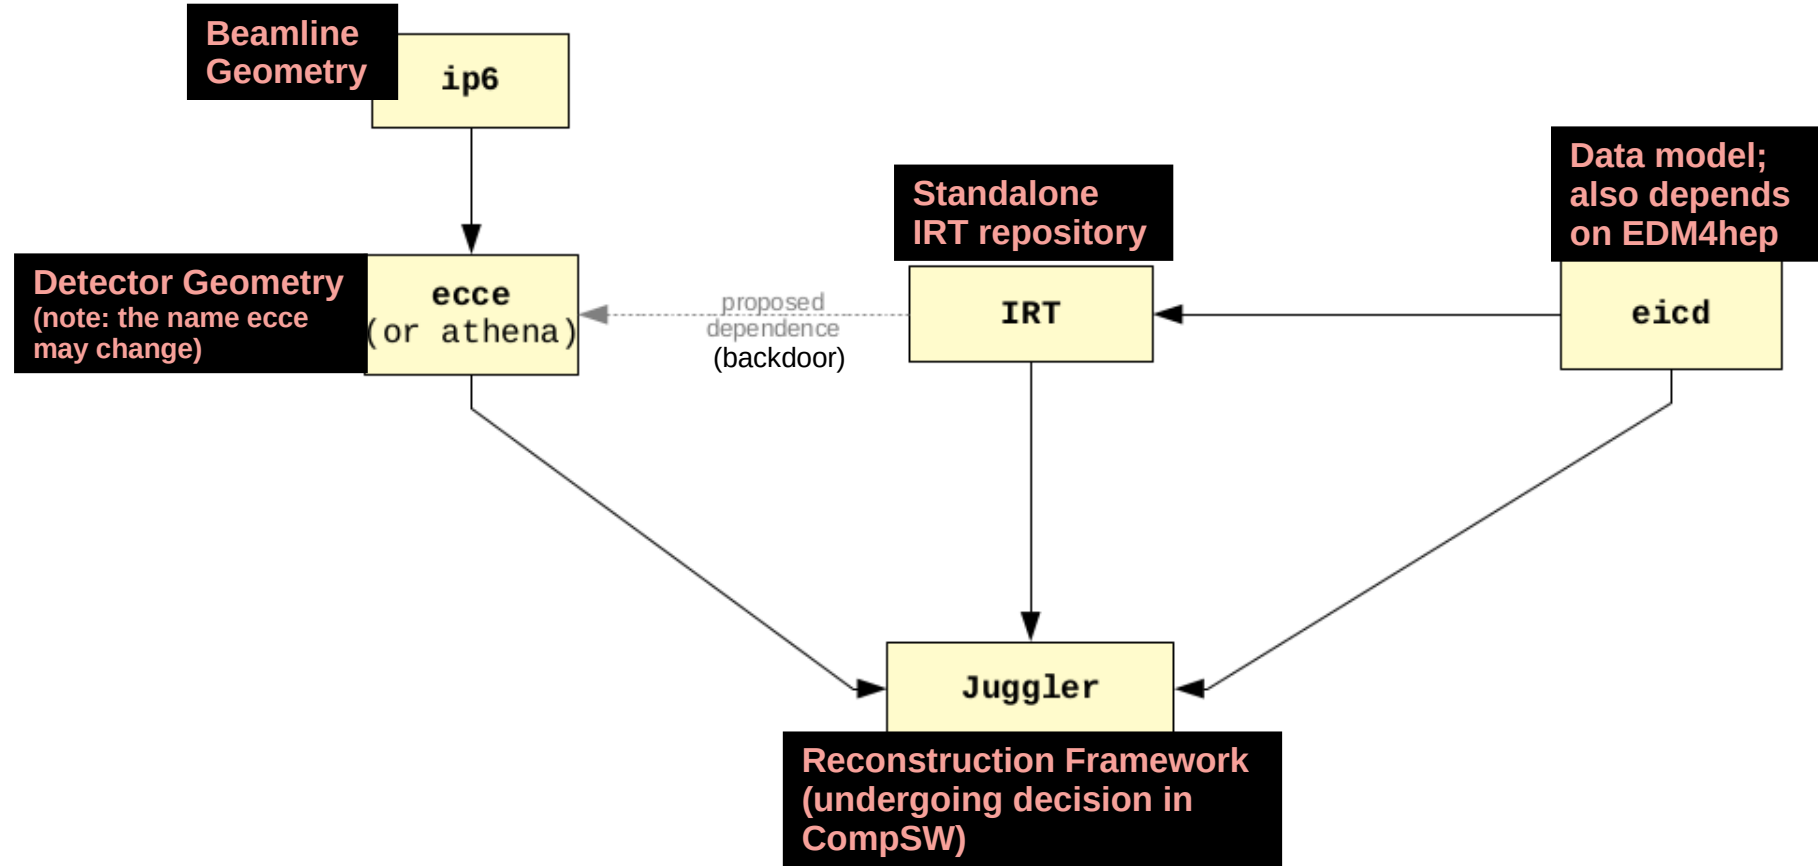 Beamline
Geometry
ip6
Data model;
also depends
on EDM4hep
Standalone
IRT repository
Detector Geometry
(note: the name ecce
may change)
ecce
(or athena)
proposed
dependence
(backdoor)
IRT
eicd
Juggler
Reconstruction Framework
(undergoing decision in
CompSW)